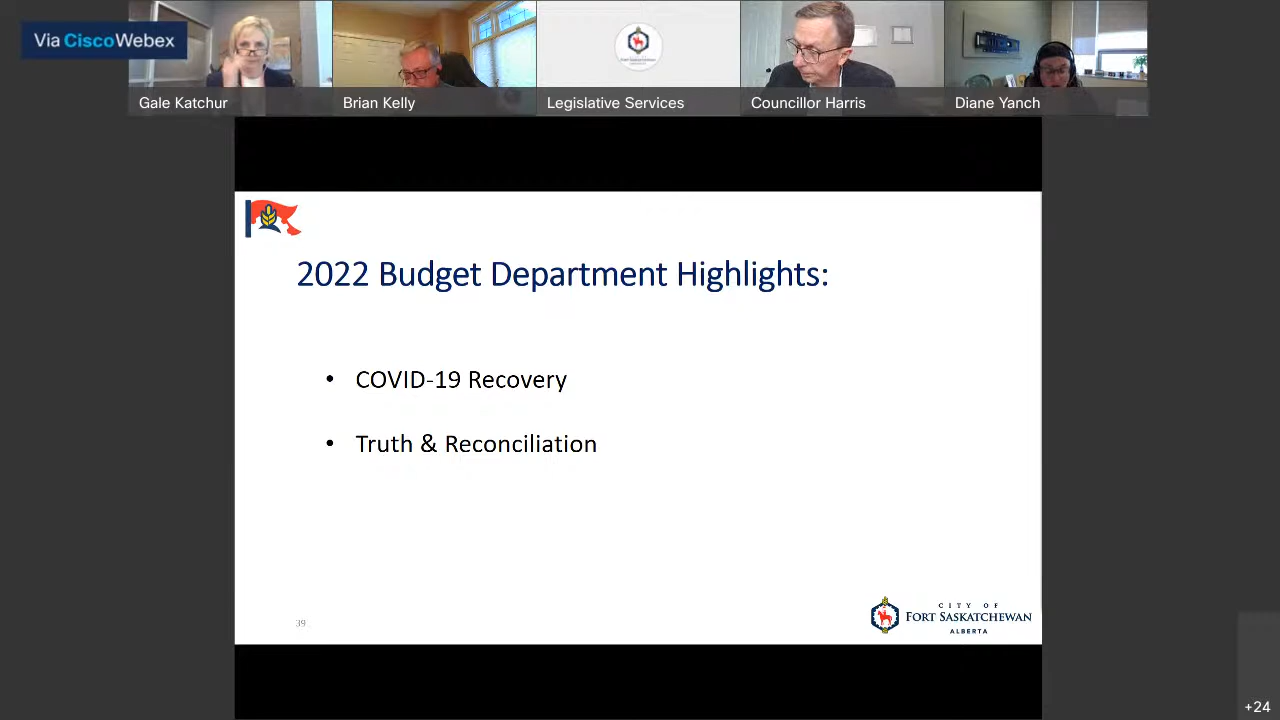 Via CiscoWebex
Gale Katchur
Brian Kelly
Legislative Services
Councillor Harris
Diane Yanch
2022 Budget Department Highlights:
• COVID-19 Recovery
• Truth & Reconciliation
39
CITY OF
FORT SASKATCHEWAN
ALBERTA
+24